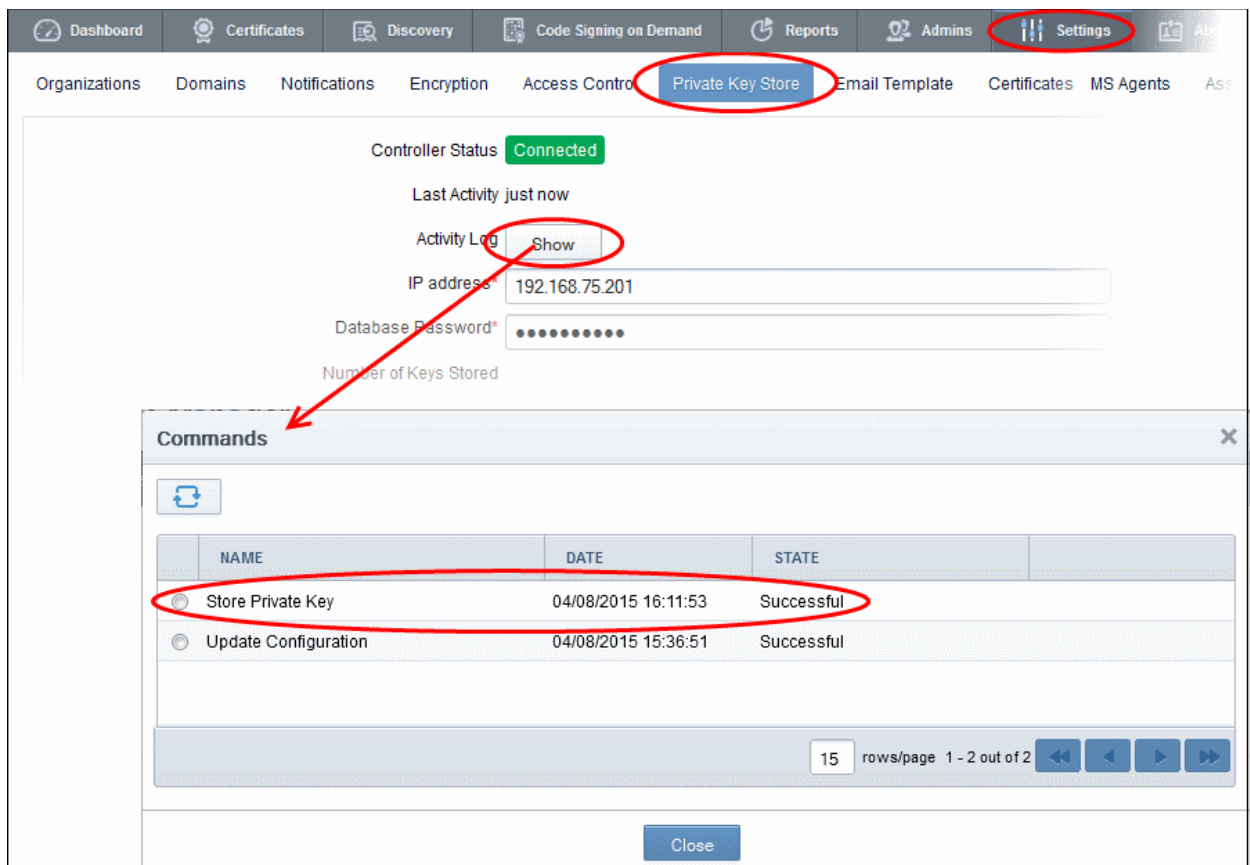 Dashboard Certificates Discovery Code Signing on Demand Reports Admins Settings
Organizations Domains Notifications Encryption Access Contro Private Key Store Email Template Certificates MS Agents Ass
Controller Status Connected
Last Activity just now
Activity Log Show
IP address* 192.168.75.201
Database Password* ••••••••••
Number of Keys Stored
Commands
NAME DATE STATE
Store Private Key 04/08/2015 16:11:53 Successful
Update Configuration 04/08/2015 15:36:51 Successful
15 rows/page 1 - 2 out of 2
Close